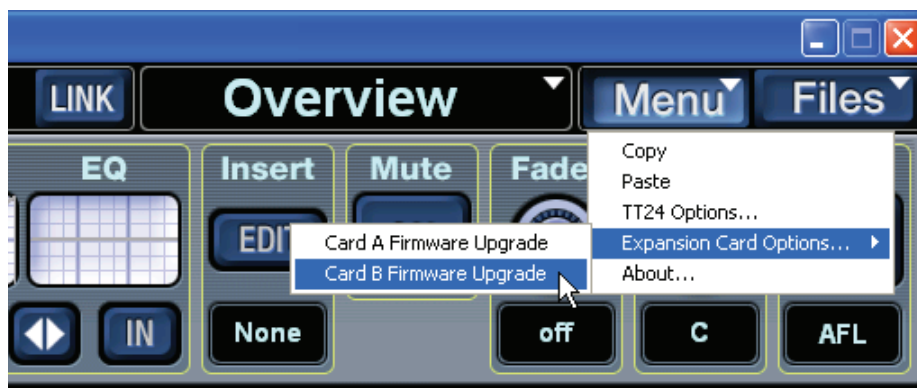 LINK
Overview
Menu
Files
EQ
Insert
Mute
Fade
Copy
Paste
TT24 Options...
Expansion Card Options...
About...
EDIT
Card A Firmware Upgrade
Card B Firmware Upgrade
IN
None
off
C
AFL